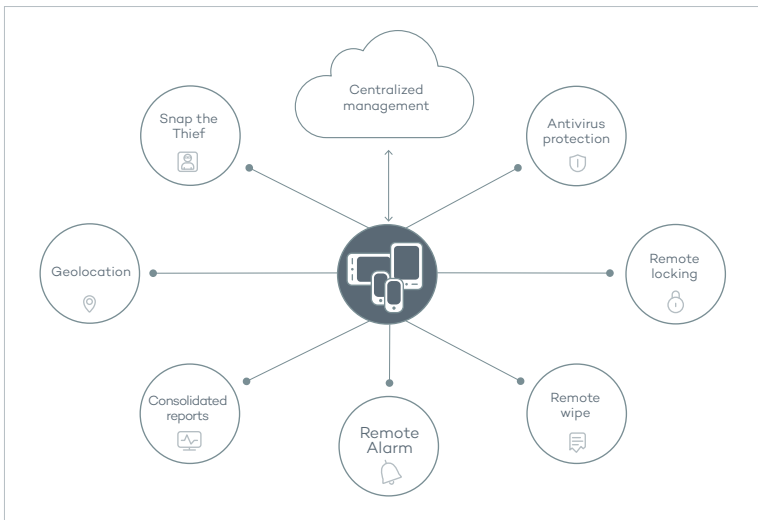 Centralized
management
Snap the
Thief
Antivirus
protection
Geolocation
Remote
locking
Consolidated
reports
Remote
Alarm
Remote
wipe